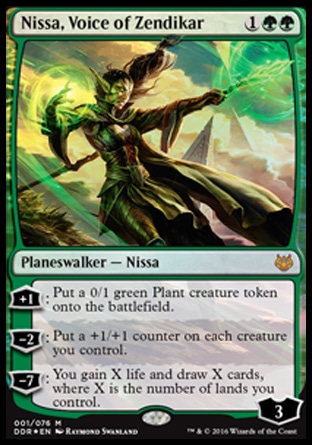 Nissa, Voice of Zendikar 1
Planeswalker — Nissa
+1: Put a 0/1 green Plant creature token
onto the battlefield.
-2: Put a +1/+1 counter on each creature
you control.
-7: You gain X life and draw X cards,
where X is the number of lands you
control.
3
001/076 M
DDR EN Raymond Swanland
™ & © 2016 Wizards of the Coast